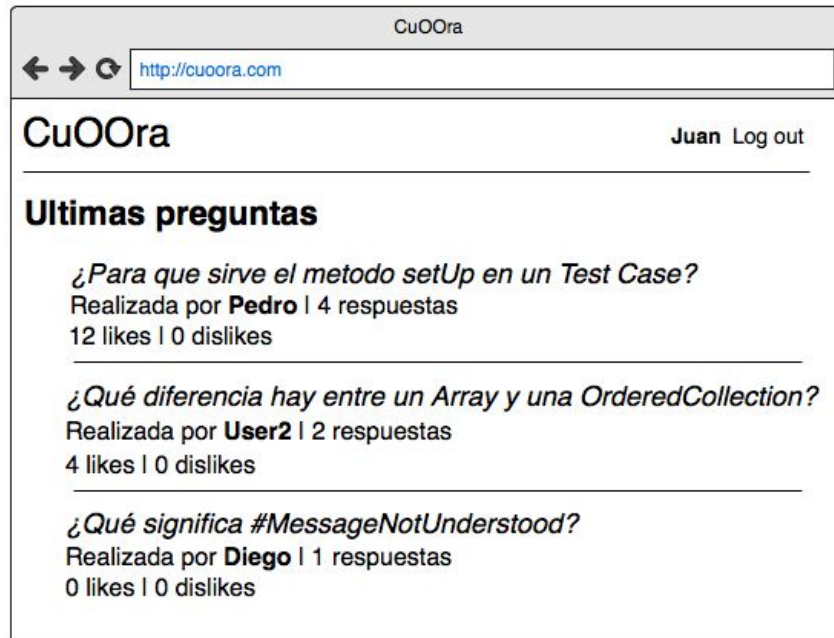 CuOOra
http://cuoora.com
CuOOra
Juan Log out
Ultimas preguntas
¿Para que sirve el metodo setUp en un Test Case?
Realizada por Pedro | 4 respuestas
12 likes | 0 dislikes
¿Qué diferencia hay entre un Array y una OrderedCollection?
Realizada por User2 | 2 respuestas
4 likes | 0 dislikes
¿Qué significa #MessageNotUnderstood?
Realizada por Diego | 1 respuestas
0 likes | 0 dislikes